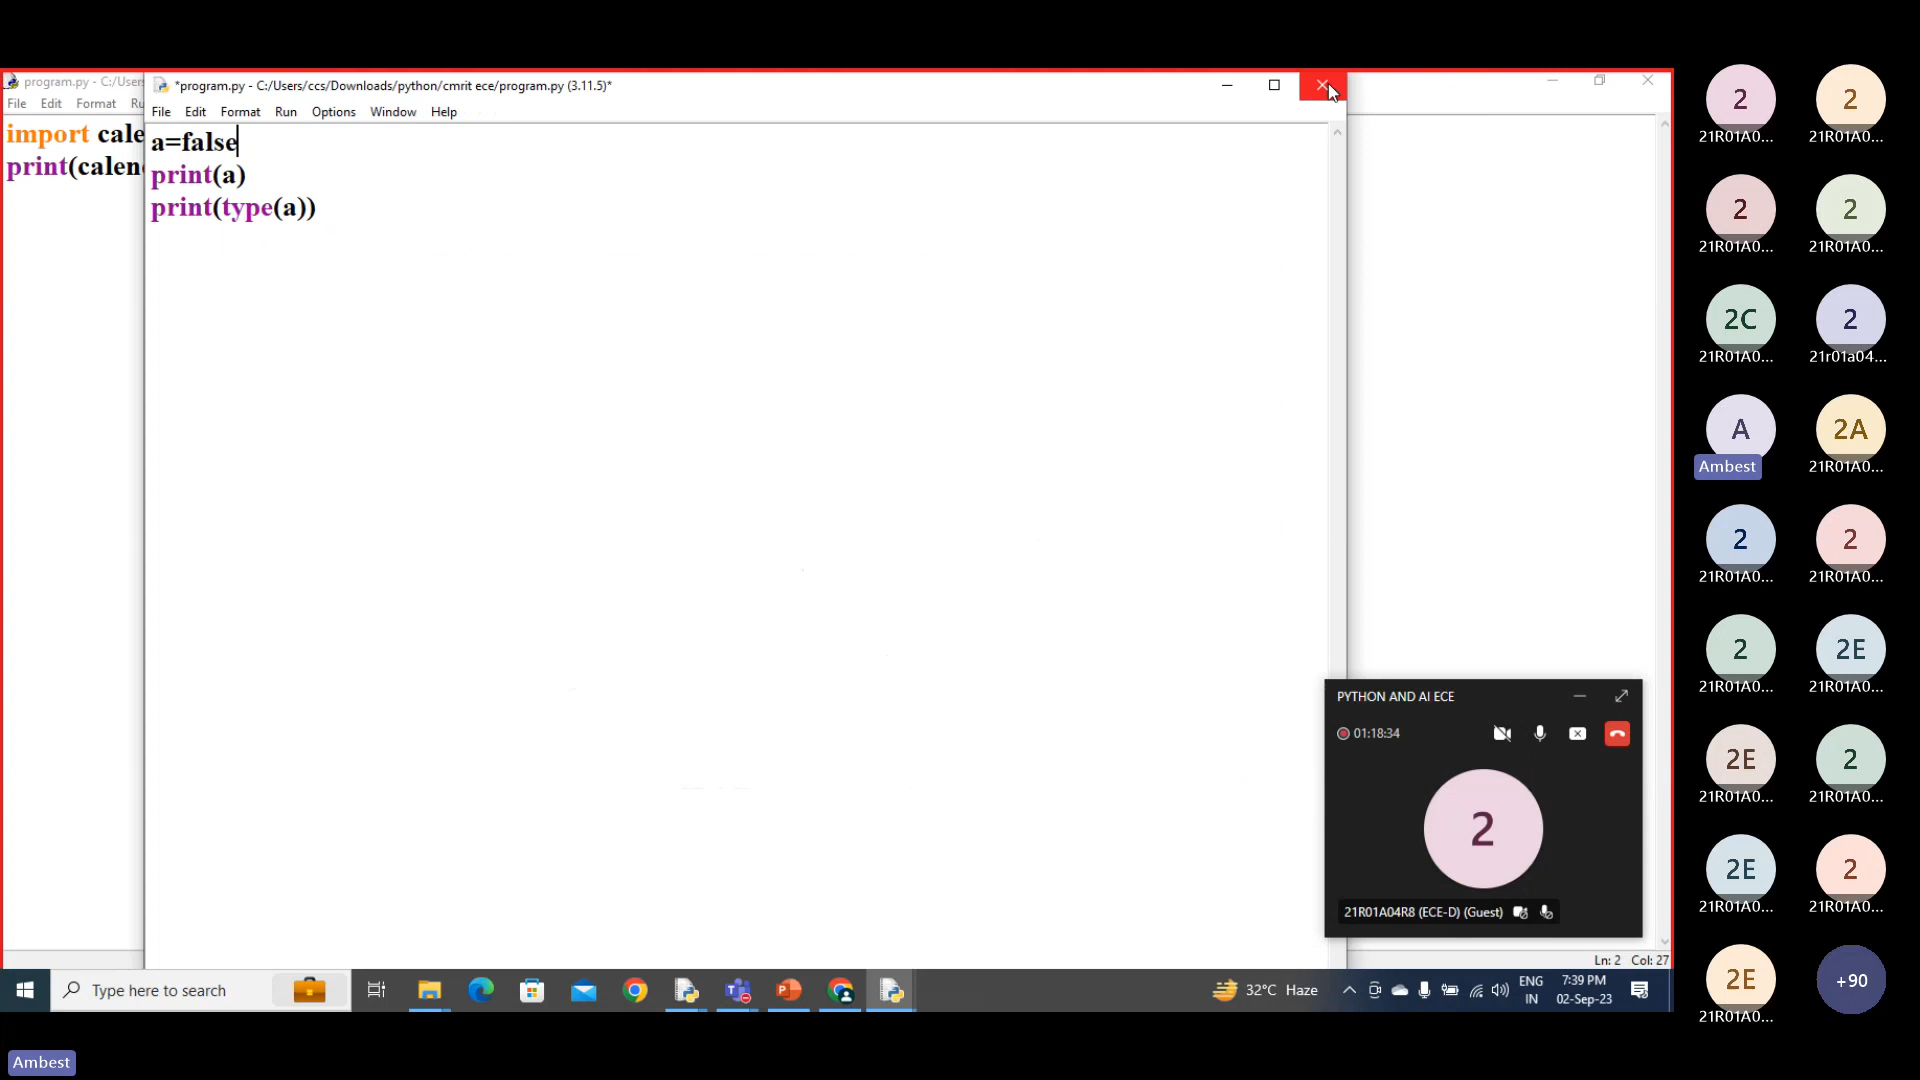 program.py - C:/Users
File Edit Format Ru
import cale
print(calen
*program.py - C:/Users/ccs/Downloads/python/cmrit ece/program.py (3.11.5)*
File Edit Format Run Options Window Help
a=false
print(a)
print(type(a))
PYTHON AND AI ECE
01:18:34
2
21R01A04R8 (ECE-D) (Guest)
Ln: 2 Col: 27
Type here to search
32°C Haze
ENG
IN
7:39 PM
02-Sep-23
2 2
21R01A0... 21R01A0...
2 2
21R01A0... 21R01A0...
2C 2
21R01A0... 21r01a04...
A 2A
Ambest 21R01A0...
2 2
21R01A0... 21R01A0...
2 2E
21R01A0... 21R01A0...
2E 2
21R01A0... 21R01A0...
2E 2
21R01A0... 21R01A0...
2E +90
21R01A0...
Ambest